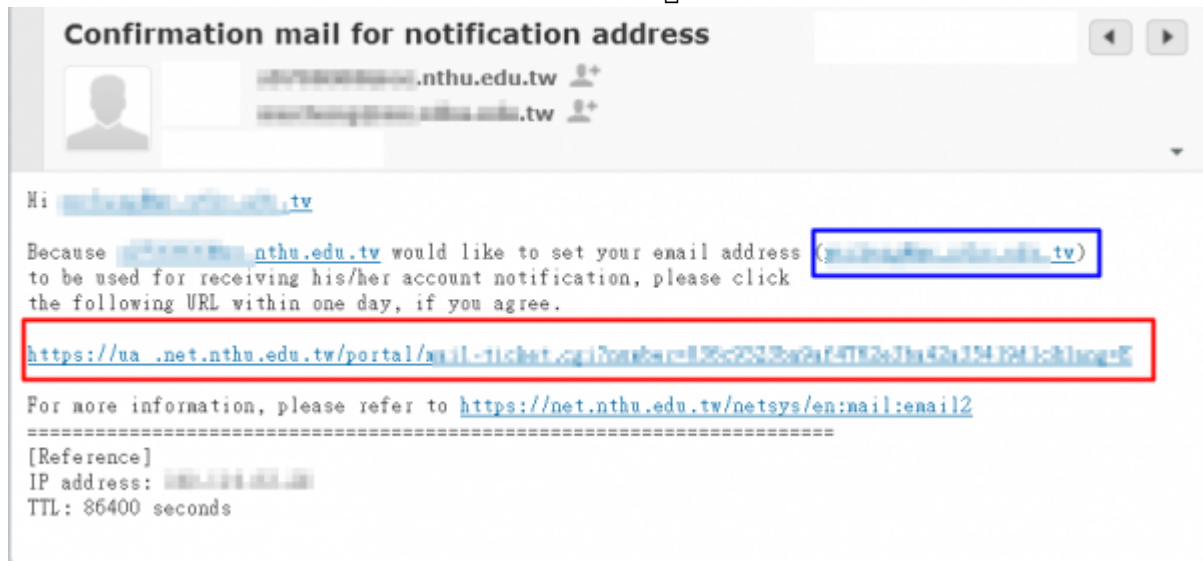 Confirmation mail for notification address
.nthu.edu.tw
.tw
Hi tw
Because nthu.edu.tw would like to set your email address ( tw)
to be used for receiving his/her account notification, please click
the following URL within one day, if you agree.
https://ua .net.nthu.edu.tw/portal/
For more information, please refer to https://net.nthu.edu.tw/netsys/en:mail:email2
=======================================================================
[Reference]
IP address:
TTL: 86400 seconds